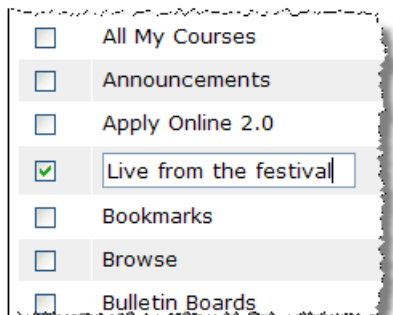 All My Courses
Announcements
Apply Online 2.0
Live from the festival
Bookmarks
Browse
Bulletin Boards